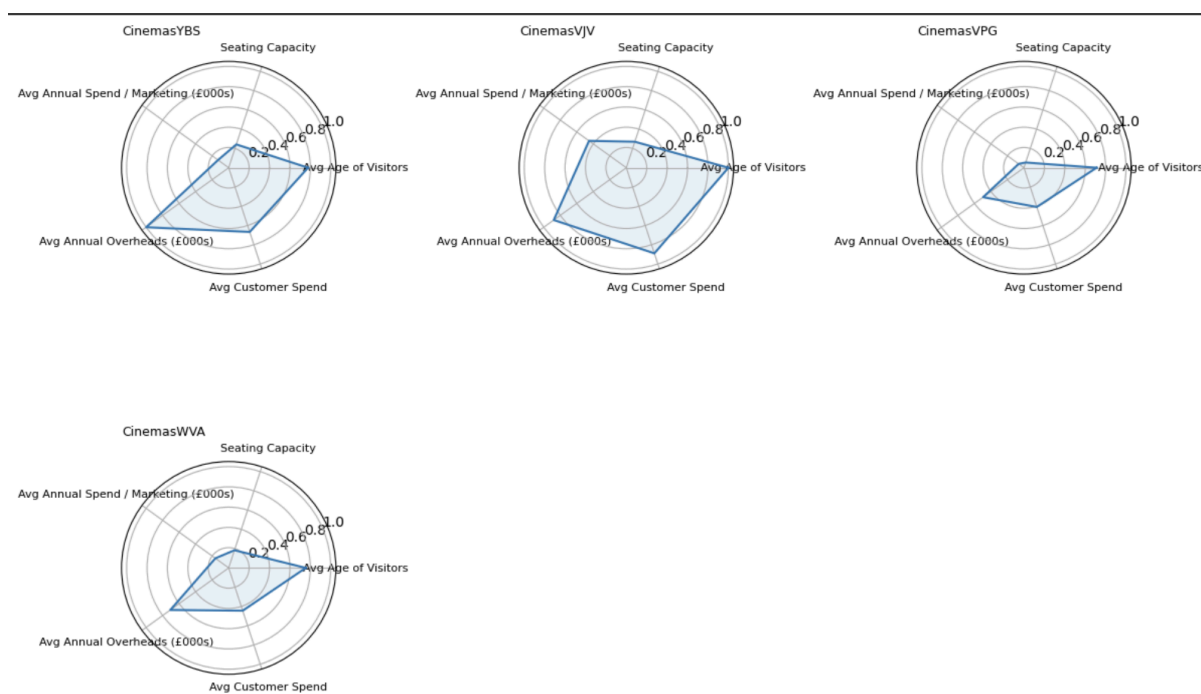 CinemasYBS
Seating Capacity
Avg Annual Spend / Marketing (£000s)
1.0
0.8
0.6
0.4
0.2
Avg Age of Visitors
Avg Annual Overheads (£000s)
Avg Customer Spend
CinemasVJV
Seating Capacity
Avg Annual Spend / Marketing (£000s)
1.0
0.8
0.6
0.4
0.2
Avg Age of Visitors
Avg Annual Overheads (£000s)
Avg Customer Spend
CinemasVPG
Seating Capacity
Avg Annual Spend / Marketing (£000s)
1.0
0.8
0.6
0.4
0.2
Avg Age of Visitors
Avg Annual Overheads (£000s)
Avg Customer Spend
CinemasWVA
Seating Capacity
Avg Annual Spend / Marketing (£000s)
1.0
0.8
0.6
0.4
0.2
Avg Age of Visitors
Avg Annual Overheads (£000s)
Avg Customer Spend